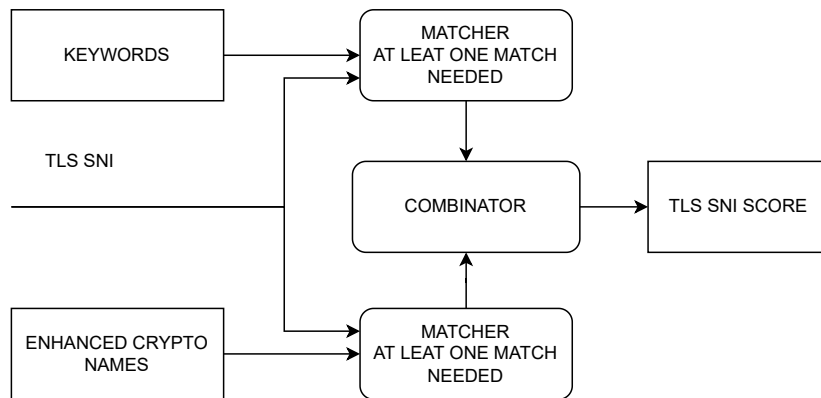 KEYWORDS
MATCHER
AT LEAT ONE MATCH
NEEDED
TLS SNI
COMBINATOR
TLS SNI SCORE
ENHANCED CRYPTO
NAMES
MATCHER
AT LEAT ONE MATCH
NEEDED